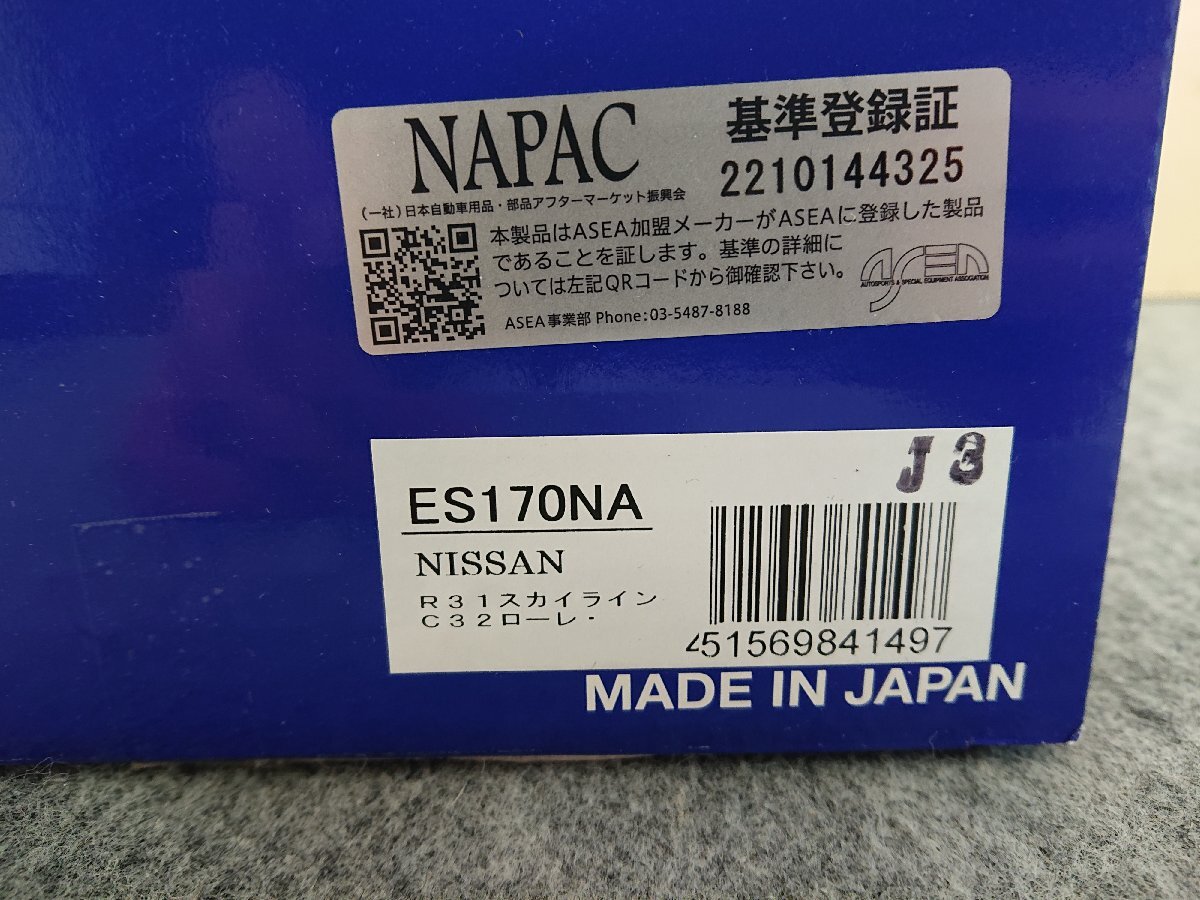 NAPAC
基準登録証
2210144325
(一社)日本自動車用品・部品アフターマーケット振興会
本製品はASEA加盟メーカーがASEAに登録した製品
であることを証します。基準の詳細に
ついては左記QRコードから御確認下さい。
ASEA事業部 Phone:03-5487-8188
ASEA
AUTOSPORTS & SPECIAL EQUIPMENT ASSOCIATION
J3
ES170NA
NISSAN
R31スカイライン
C32ローレ・
451569841497
MADE IN JAPAN